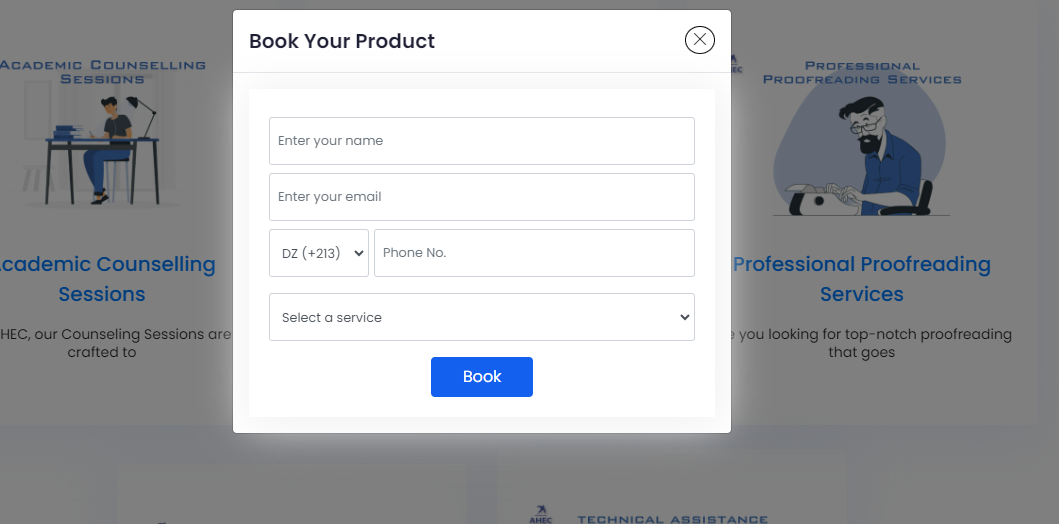 Book Your Product
Enter your name
Enter your email
DZ (+213)
Phone No.
Select a service
Book
ACADEMIC COUNSELLING
SESSIONS
cademic Counselling
Sessions
HEC, our Counseling Sessions are
crafted to
HEC
PROFESSIONAL
PROOFREADING SERVICES
Professional Proofreading
Services
you looking for top-notch proofreading
that goes
AHEC
TECHNICAL ASSISTANCE